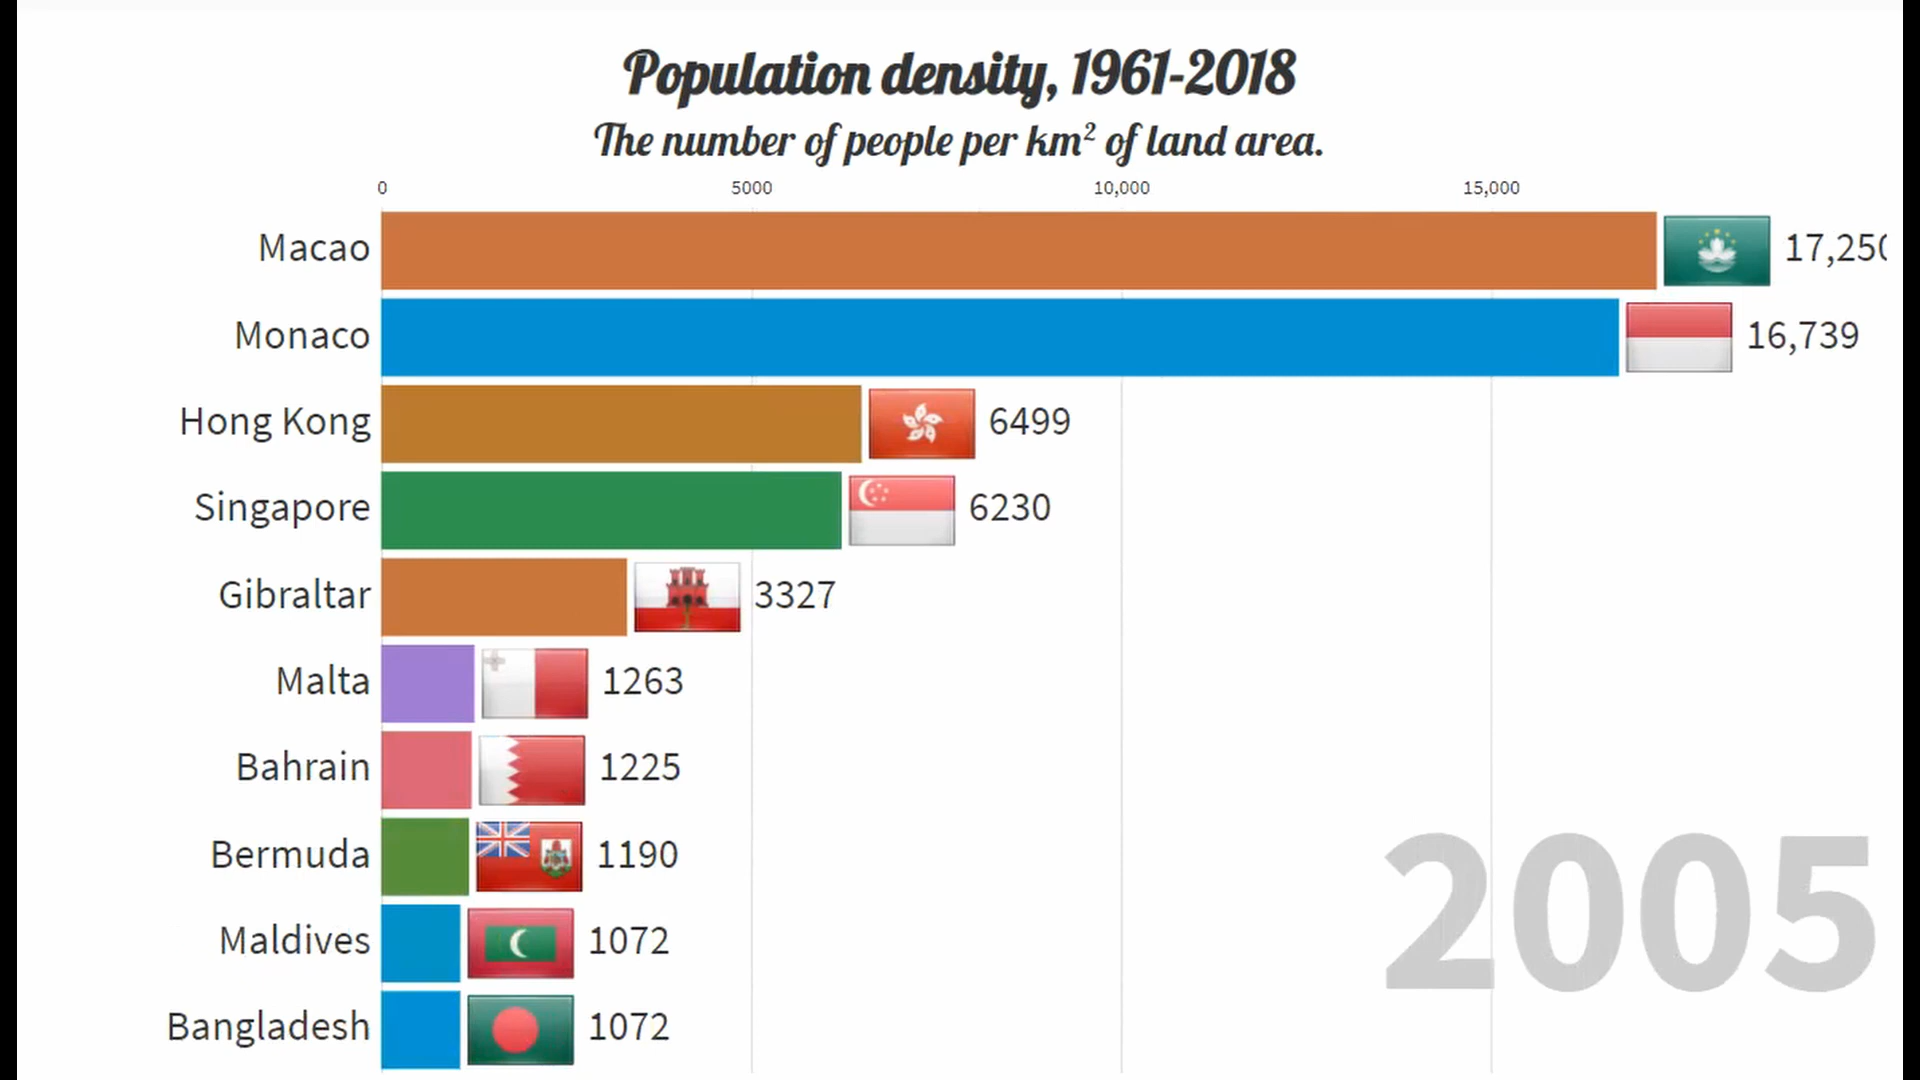 Population density, 1961-2018
The number of people per km² of land area.
0 5000 10,000 15,000
Macao 17,250
Monaco 16,739
Hong Kong 6499
Singapore 6230
Gibraltar 3327
Malta 1263
Bahrain 1225
Bermuda 1190
Maldives 1072
Bangladesh 1072
2005